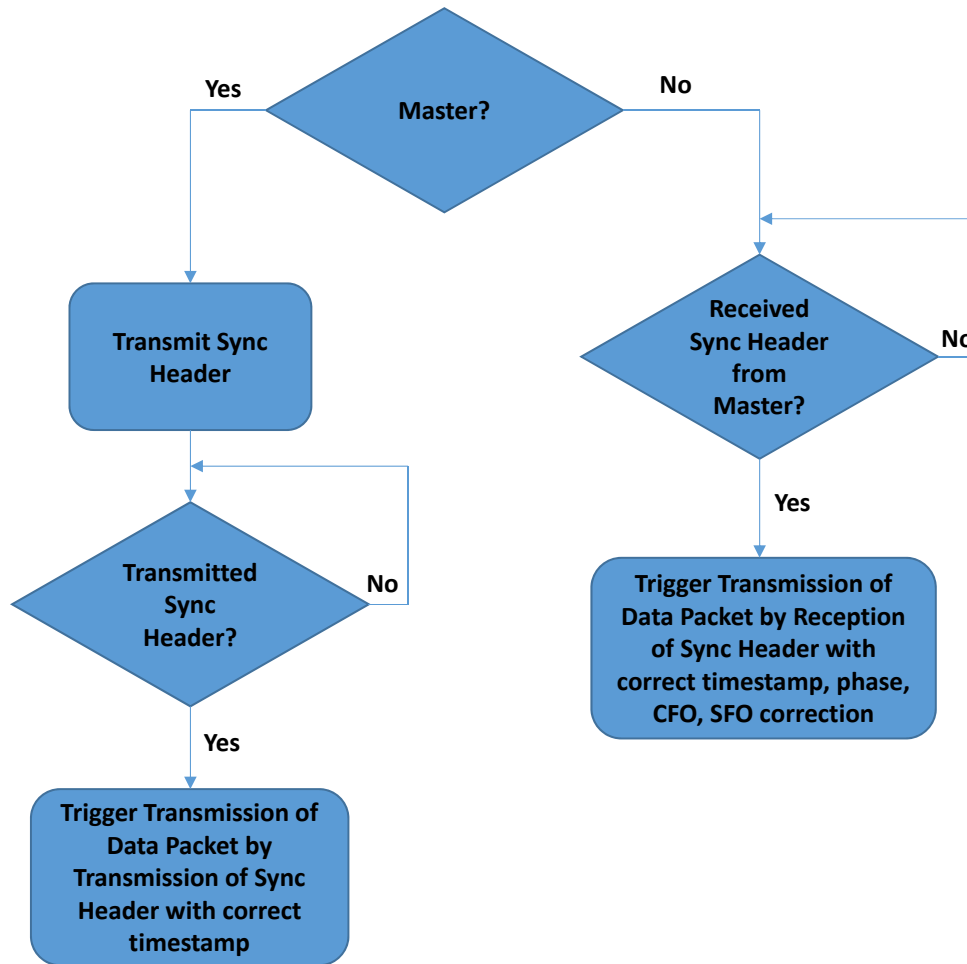 Yes
No
Master?
Transmit Sync
Header
Received
Sync Header
from
Master?
No
Transmitted
Sync
Header?
No
Yes
Yes
Trigger Transmission of
Data Packet by Reception
of Sync Header with
correct timestamp, phase,
CFO, SFO correction
Trigger Transmission of
Data Packet by
Transmission of Sync
Header with correct
timestamp